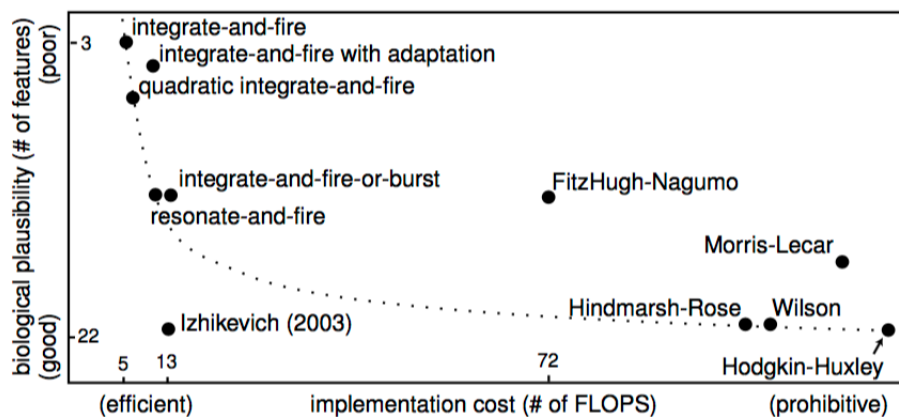 integrate-and-fire
3
integrate-and-fire with adaptation
quadratic integrate-and-fire
integrate-and-fire-or-burst
FitzHugh-Nagumo
resonate-and-fire
Morris-Lecar
Izhikevich (2003)
Hindmarsh-Rose
Wilson
22
Hodgkin-Huxley
biological plausibility (# of features)
(good)
(poor)
5
13
72
(efficient)
implementation cost (# of FLOPS)
(prohibitive)